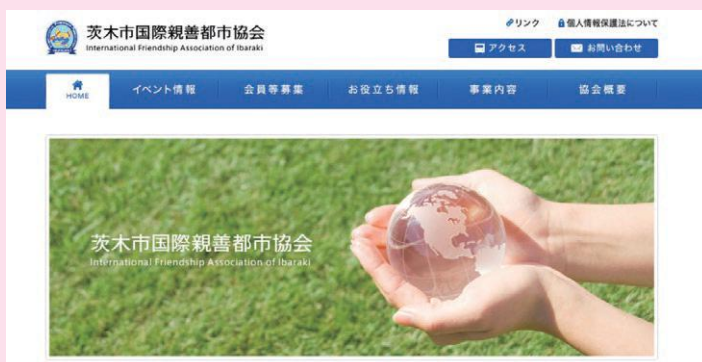 茨木市国際親善都市協会
International Friendship Association of Ibaraki
リンク
個人情報保護法について
アクセス
お問い合わせ
HOME
イベント情報
会員等募集
お役立ち情報
事業内容
協会概要
茨木市国際親善都市協会
International Friendship Association of Ibaraki